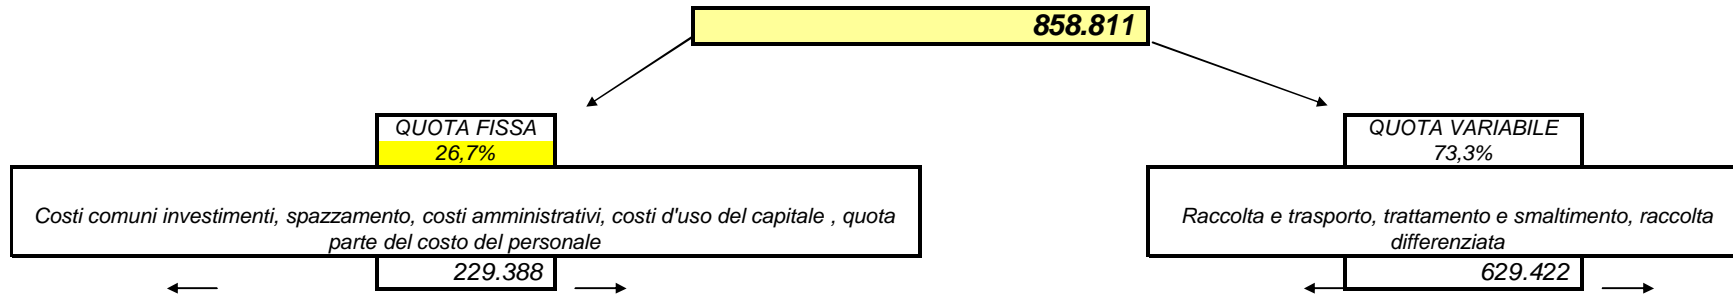 858.811
QUOTA FISSA
26,7%
QUOTA VARIABILE
73,3%
Costi comuni investimenti, spazzamento, costi amministrativi, costi d'uso del capitale , quota
parte del costo del personale
Raccolta e trasporto, trattamento e smaltimento, raccolta
differenziata
229.388
629.422